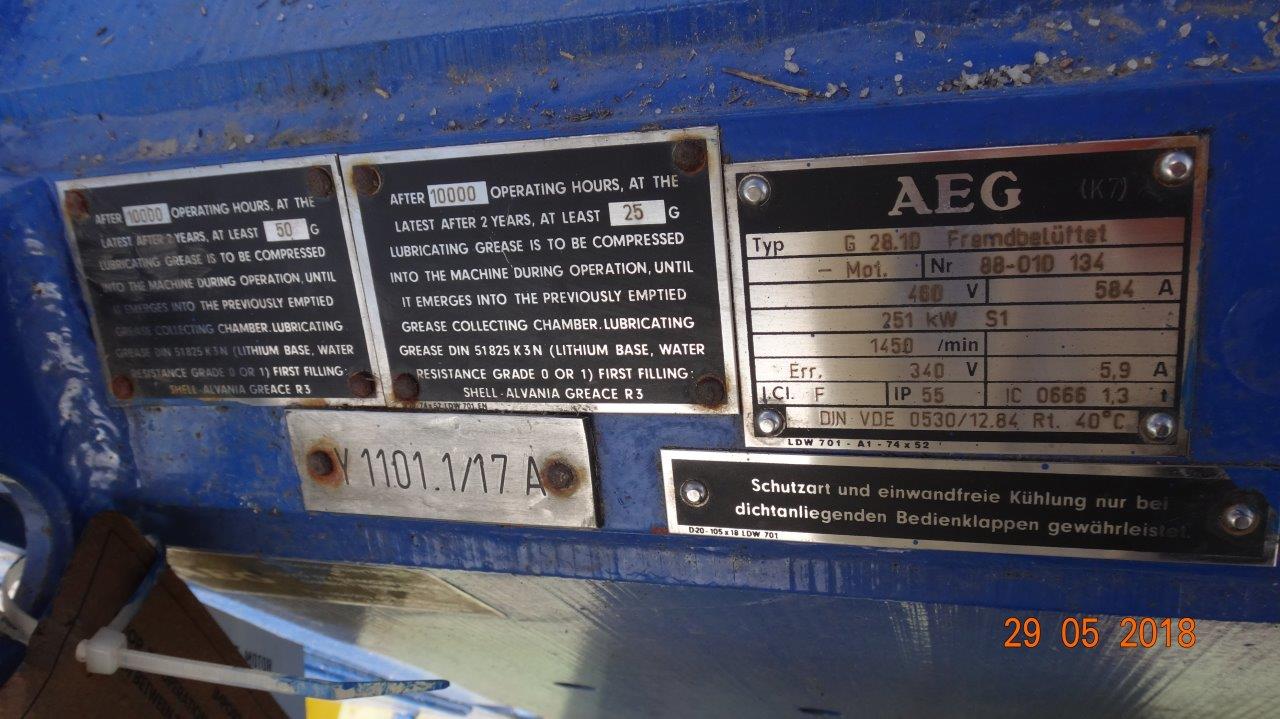 AFTER 10000 OPERATING HOURS, AT THE
LATEST AFTER 2 YEARS, AT LEAST 50 G
LUBRICATING GREASE IS TO BE COMPRESSED
INTO THE MACHINE DURING OPERATION, UNTIL
IT EMERGES INTO THE PREVIOUSLY EMPTIED
GREASE COLLECTING CHAMBER. LUBRICATING
GREASE DIN 51825 K3N (LITHIUM BASE, WATER
RESISTANCE GRADE 0 OR 1) FIRST FILLING:
SHELL-ALVANIA GREACE R3
AFTER 10000 OPERATING HOURS, AT THE
LATEST AFTER 2 YEARS, AT LEAST 25 G
LUBRICATING GREASE IS TO BE COMPRESSED
INTO THE MACHINE DURING OPERATION, UNTIL
IT EMERGES INTO THE PREVIOUSLY EMPTIED
GREASE COLLECTING CHAMBER. LUBRICATING
GREASE DIN 51825 K3N (LITHIUM BASE, WATER
RESISTANCE GRADE 0 OR 1) FIRST FILLING:
SHELL-ALVANIA GREACE R3
74 x 52 LDW 701 EN
AEG (K7)
Typ G 28.10 Fremdbelüftet
- Mot. Nr 88-010 134
460 V 584 A
251 kW S1
1450 /min
Err. 340 V 5,9 A
I.Cl. F IP 55 IC 0666 1,3 t
DIN VDE 0530/12.84 Rt. 40°C
LDW 701 - A1 - 74 x 52
Y 1101.1/17 A
Schutzart und einwandfreie Kühlung nur bei
dichtanliegenden Bedienklappen gewährleistet.
D20-105 x 18 LDW 701
-MOTOR
29 05 2018